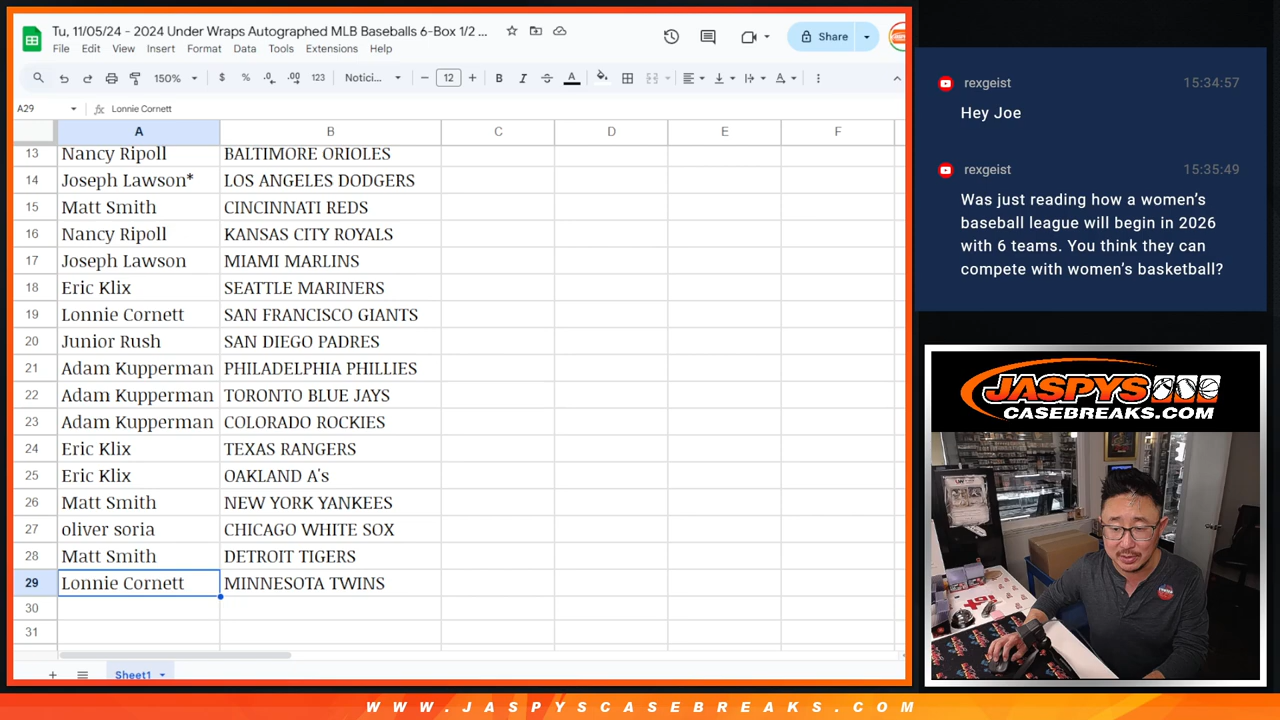 Tu, 11/05/24 - 2024 Under Wraps Autographed MLB Baseballs 6-Box 1/2 ...
File Edit View Insert Format Data Tools Extensions Help
Share
150% $ % .0 .00 123 Notici... 12 B I A
A29 fx Lonnie Cornett
A B C D E F
13 Nancy Ripoll BALTIMORE ORIOLES
14 Joseph Lawson* LOS ANGELES DODGERS
15 Matt Smith CINCINNATI REDS
16 Nancy Ripoll KANSAS CITY ROYALS
17 Joseph Lawson MIAMI MARLINS
18 Eric Klix SEATTLE MARINERS
19 Lonnie Cornett SAN FRANCISCO GIANTS
20 Junior Rush SAN DIEGO PADRES
21 Adam Kupperman PHILADELPHIA PHILLIES
22 Adam Kupperman TORONTO BLUE JAYS
23 Adam Kupperman COLORADO ROCKIES
24 Eric Klix TEXAS RANGERS
25 Eric Klix OAKLAND A's
26 Matt Smith NEW YORK YANKEES
27 oliver soria CHICAGO WHITE SOX
28 Matt Smith DETROIT TIGERS
29 Lonnie Cornett MINNESOTA TWINS
30
31
Sheet1
rexgeist 15:34:57
Hey Joe
rexgeist 15:35:49
Was just reading how a women's
baseball league will begin in 2026
with 6 teams. You think they can
compete with women's basketball?
JASPYS
CASEBREAKS.COM
WWW.JASPYSCASEBREAKS.COM